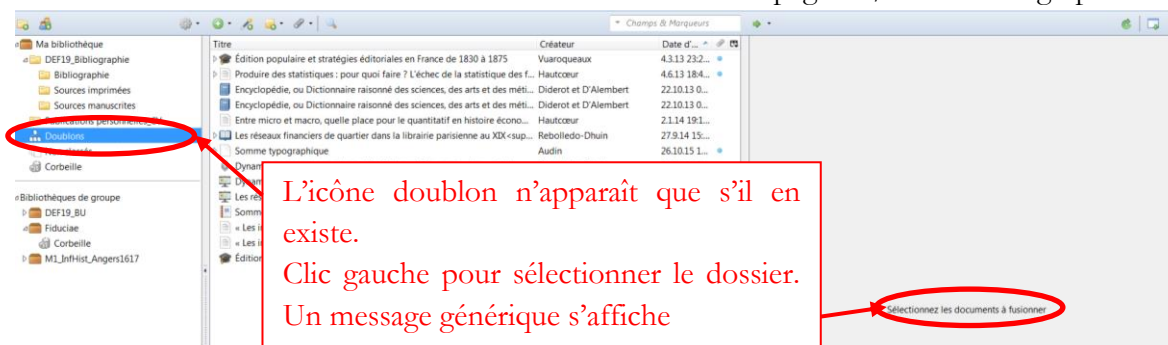 Champs & Marqueurs
Ma bibliothèque
DEF19_Bibliographie
Bibliographie
Sources imprimées
Sources manuscrites
Doublons
Corbeille
Bibliothèques de groupe
DEF19_BU
Fiduciae
Corbeille
M1_InfHist_Angers1617
Titre Créateur Date d'...
Édition populaire et stratégies éditoriales en France de 1830 à 1875 Vuaroqueaux 4.3.13 23:2...
Produire des statistiques : pour quoi faire ? L'échec de la statistique des f... Hautcœur 4.6.13 18:4...
Encyclopédie, ou Dictionnaire raisonné des sciences, des arts et des méti... Diderot et D'Alembert 22.10.13 0...
Encyclopédie, ou Dictionnaire raisonné des sciences, des arts et des méti... Diderot et D'Alembert 22.10.13 0...
Entre micro et macro, quelle place pour le quantitatif en histoire écono... Hautcœur 2.1.14 19:1...
Les réseaux financiers de quartier dans la librairie parisienne au XIX<sup... Rebolledo-Dhuin 27.9.14 15:...
Somme typographique Audin 26.10.15 1...
Dynam
Dynam
Les rés
Somm
« Les i
« Les i
Édition
L'icône doublon n'apparaît que s'il en
existe.
Clic gauche pour sélectionner le dossier.
Un message générique s'affiche
Sélectionnez les documents à fusionner